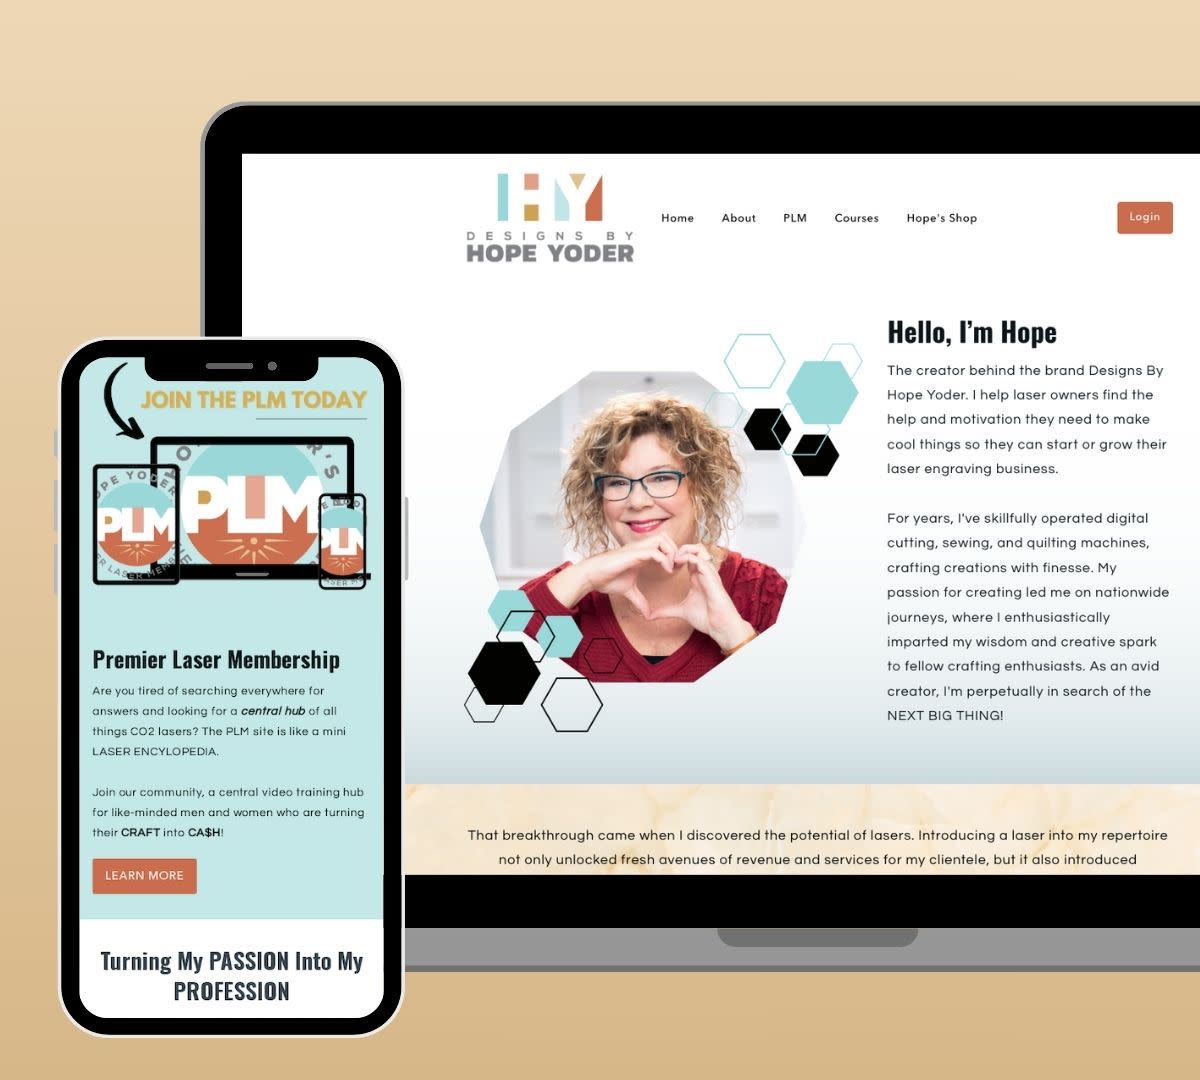 HY
DESIGNS BY
HOPE YODER
Home About PLM Courses Hope's Shop
Login
Hello, I'm Hope
The creator behind the brand Designs By
Hope Yoder. I help laser owners find the
help and motivation they need to make
cool things so they can start or grow their
laser engraving business.
For years, I've skillfully operated digital
cutting, sewing, and quilting machines,
crafting creations with finesse. My
passion for creating led me on nationwide
journeys, where I enthusiastically
imparted my wisdom and creative spark
to fellow crafting enthusiasts. As an avid
creator, I'm perpetually in search of the
NEXT BIG THING!
That breakthrough came when I discovered the potential of lasers. Introducing a laser into my repertoire
not only unlocked fresh avenues of revenue and services for my clientele, but it also introduced
JOIN THE PLM TODAY
PLM
PLM
PLM
Premier Laser Membership
Are you tired of searching everywhere for
answers and looking for a central hub of all
things CO2 lasers? The PLM site is like a mini
LASER ENCYLOPEDIA.
Join our community, a central video training hub
for like-minded men and women who are turning
their CRAFT into CA$H!
LEARN MORE
Turning My PASSION Into My
PROFESSION